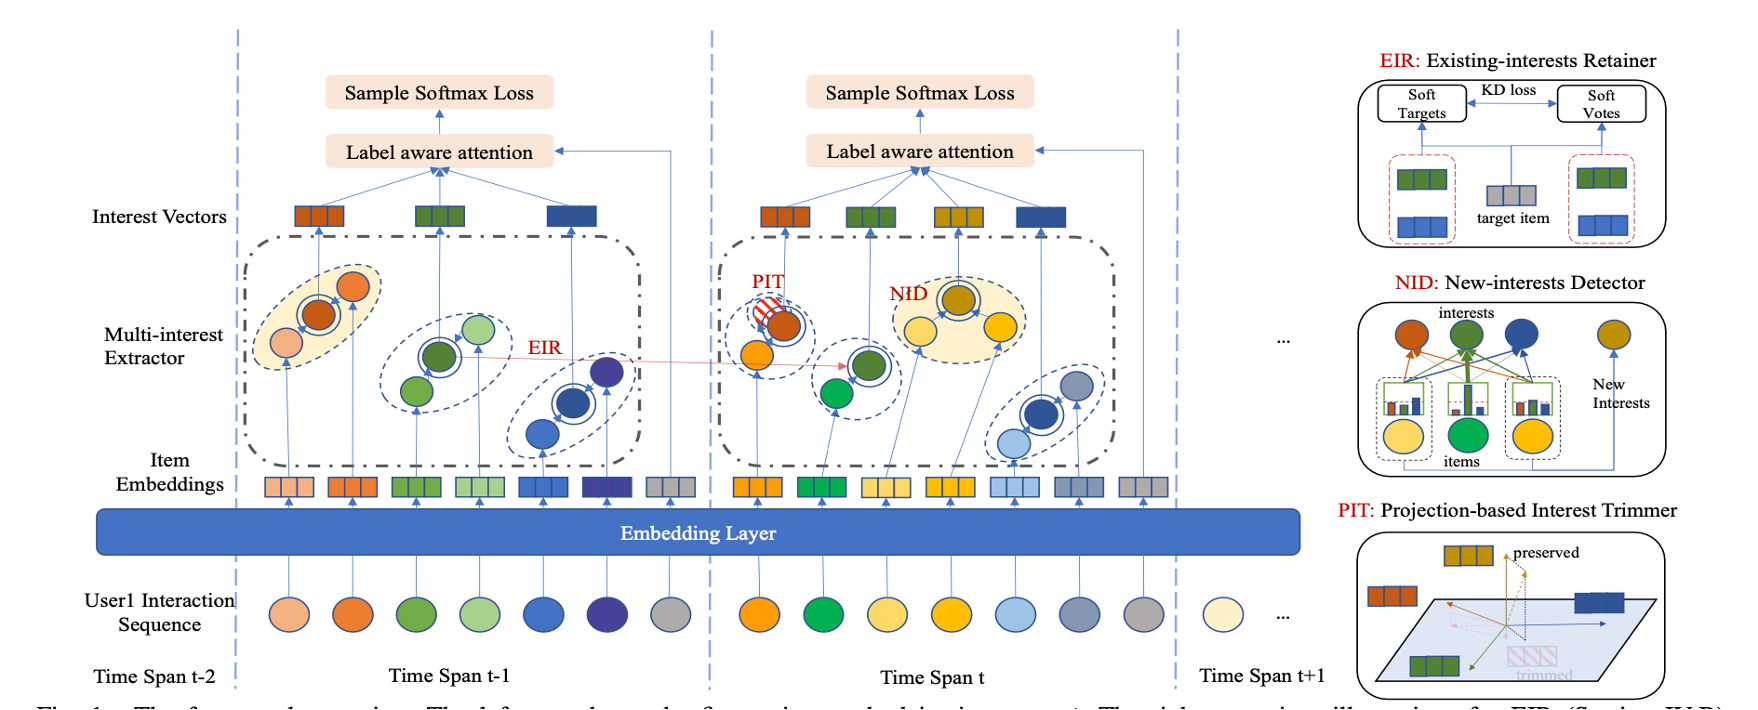 Sample Softmax Loss
Label aware attention
Sample Softmax Loss
Label aware attention
Interest Vectors
Multi-interest
Extractor
EIR
PIT
NID
...
Item
Embeddings
Embedding Layer
User1 Interaction
Sequence
...
Time Span t-2
Time Span t-1
Time Span t
Time Span t+1
EIR: Existing-interests Retainer
Soft
Targets
KD loss
Soft
Votes
target item
NID: New-interests Detector
interests
New
Interests
items
PIT: Projection-based Interest Trimmer
preserved
trimmed